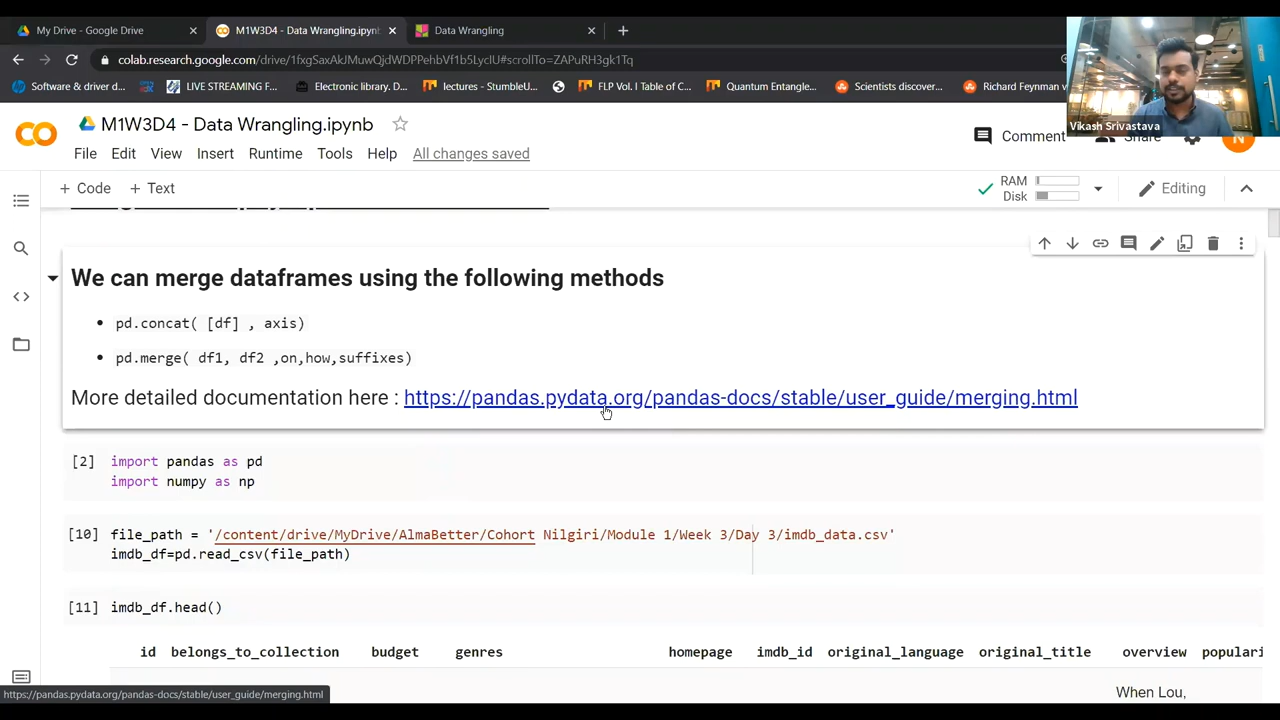 My Drive - Google Drive
M1W3D4 - Data Wrangling.ipynb
Data Wrangling
colab.research.google.com/drive/
Software & driver d...
LIVE STREAMING F...
Electronic library. D...
lectures - StumbleU...
FLP Vol. I Table of C...
Quantum Entangle...
Scientists discover...
Richard Feynman v
Vikash Srivastava
M1W3D4 - Data Wrangling.ipynb
Comment
Share
N
File Edit View Insert Runtime Tools Help All changes saved
+ Code + Text
RAM
Disk
Editing
We can merge dataframes using the following methods
pd.concat( [df] , axis)
pd.merge( df1, df2 ,on,how,suffixes)
More detailed documentation here : https://pandas.pydata.org/pandas-docs/stable/user_guide/merging.html
[2] import pandas as pd
import numpy as np
[10] file_path = '/content/drive/MyDrive/AlmaBetter/Cohort Nilgiri/Module 1/Week 3/Day 3/imdb_data.csv'
imdb_df=pd.read_csv(file_path)
[11] imdb_df.head()
id belongs_to_collection budget genres homepage imdb_id original_language original_title overview populari
When Lou,
https://pandas.pydata.org/pandas-docs/stable/user_guide/merging.html